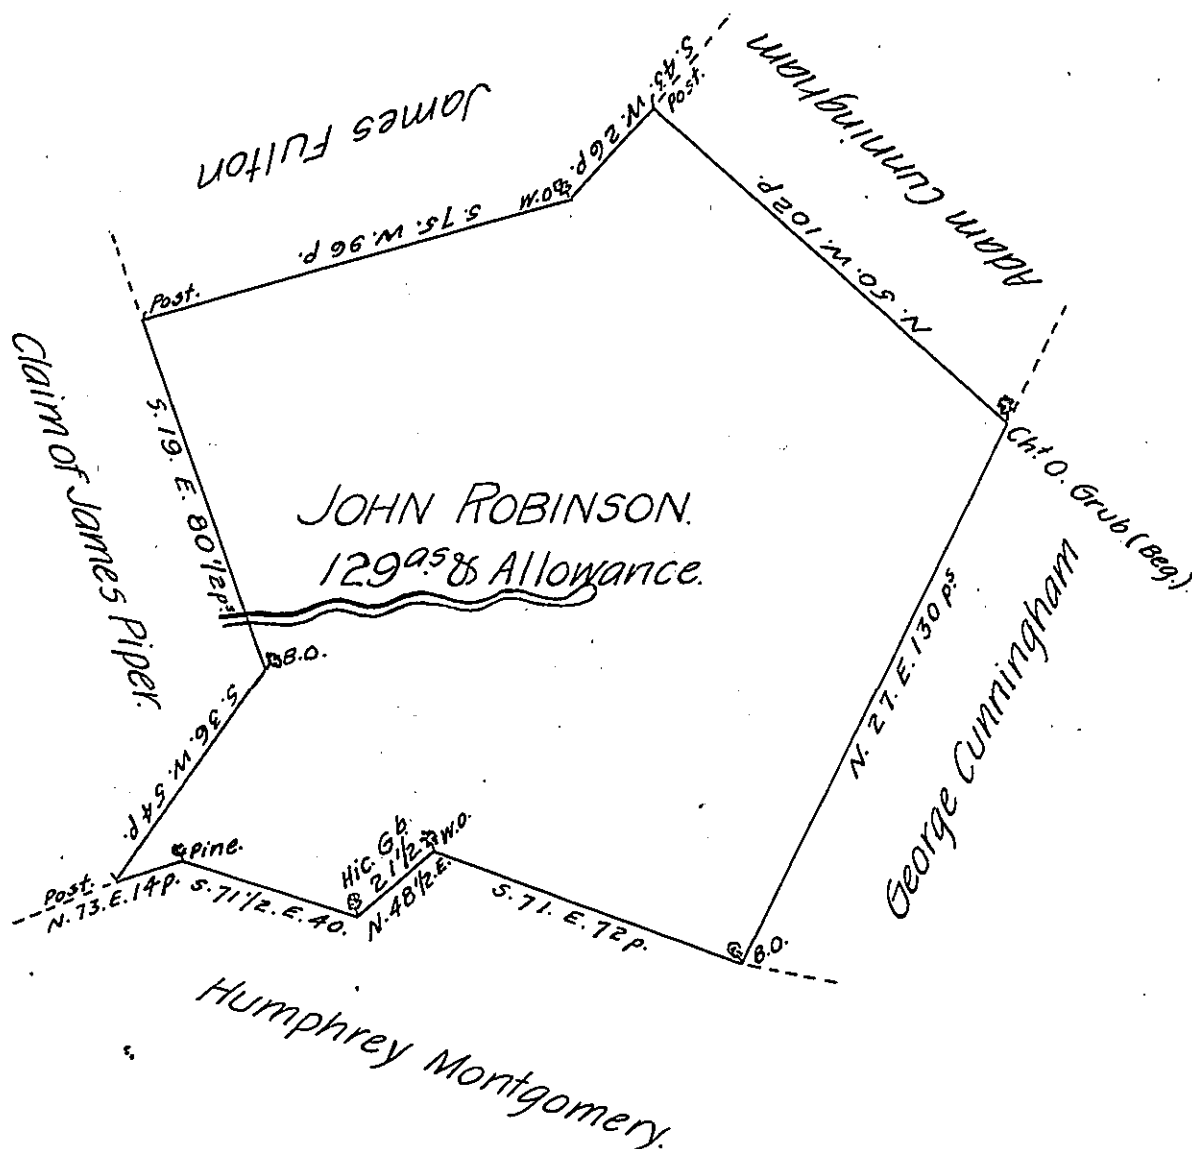 James Fulton
Adam Cunningham
S. 43. W. 26 P.
Post.
W.O.
S. 75. W. 96 P.
N. 50. W. 102 P.
Post.
Claim of James Piper.
S. 19. E. 80 1/2 p.s
JOHN ROBINSON.
129 a.s & Allowance.
Cht O. Grub (Beg.)
N. 27. E. 130 p.s
George Cunningham
B.O.
S. 36. W. 54 P.
Post.
N. 73. E. 14 p.
Pine.
S. 71 1/2. E. 40.
Hic. Gb.
21 1/2
N. 48 1/2. E.
W.O.
S. 71. E. 72 p.
B.O.
Humphrey Montgomery.